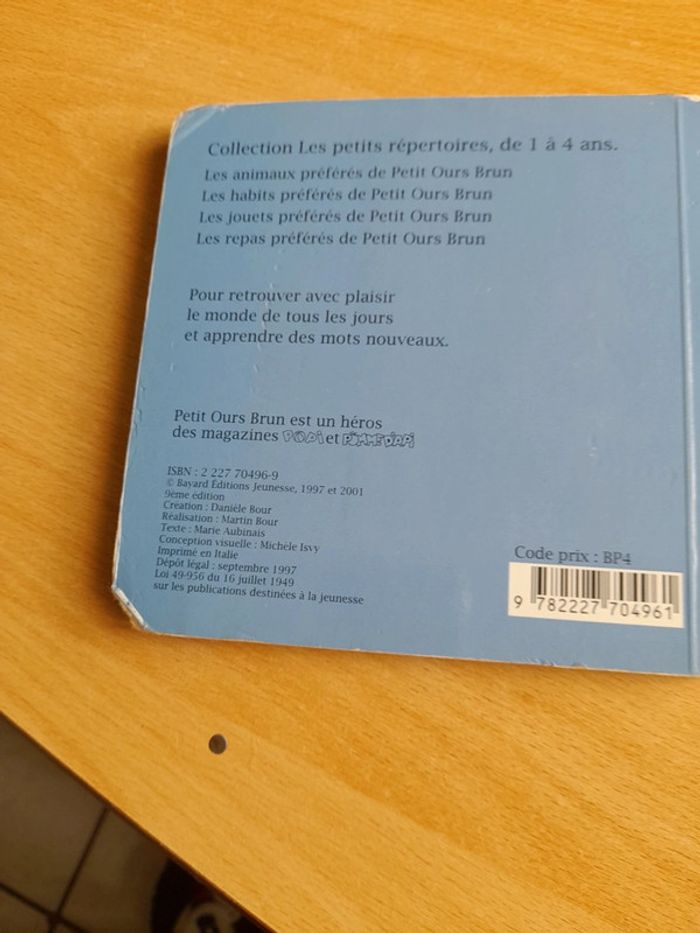 Collection Les petits répertoires, de 1 à 4 ans.
Les animaux préférés de Petit Ours Brun
Les habits préférés de Petit Ours Brun
Les jouets préférés de Petit Ours Brun
Les repas préférés de Petit Ours Brun
Pour retrouver avec plaisir
le monde de tous les jours
et apprendre des mots nouveaux.
Petit Ours Brun est un héros
des magazines POPI et POMME D'API
ISBN : 2 227 70496-9
© Bayard Éditions Jeunesse, 1997 et 2001
9ème édition
Création : Danièle Bour
Réalisation : Martin Bour
Texte : Marie Aubinais
Conception visuelle : Michèle Isvy
Imprimé en Italie
Dépôt légal : septembre 1997
Loi 49-956 du 16 juillet 1949
sur les publications destinées à la jeunesse
Code prix : BP4
9 782227 704961